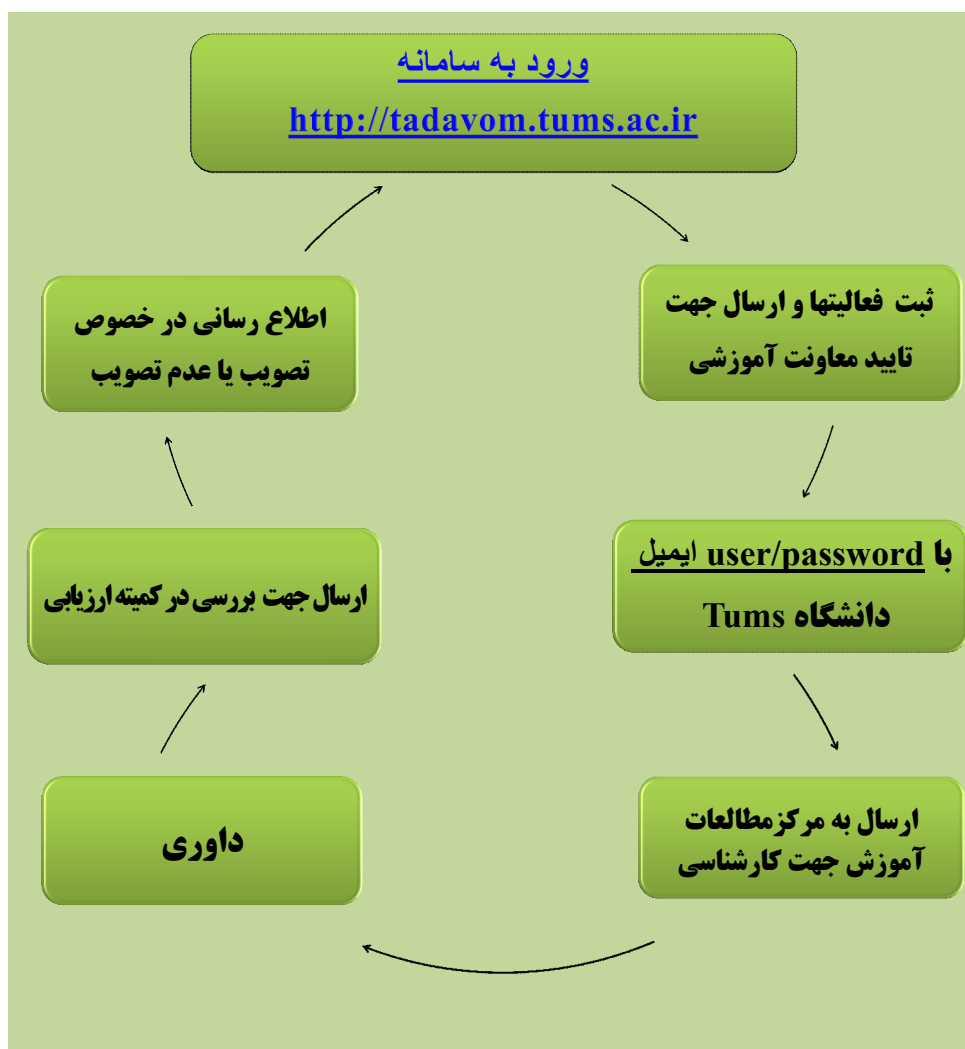 ورود به سامانه
http://tadavom.tums.ac.ir
ثبت فعالیتها و ارسال جهت
تایید معاونت آموزشی
با user/password ایمیل
دانشگاه Tums
ارسال به مرکزمطالعات
آموزش جهت کارشناسی
داوری
ارسال جهت بررسی در کمیته ارزیابی
اطلاع رسانی در خصوص
تصویب یا عدم تصویب